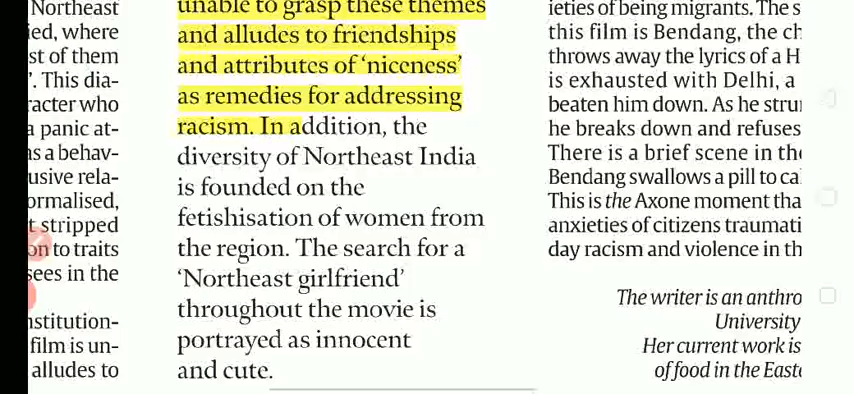 Northeast
ied, where
st of them
’. This dia-
racter who
a panic at-
as a behav-
usive rela-
ormalised,
t stripped
on to traits
sees in the
nstitution-
film is un-
alludes to
unable to grasp these themes
and alludes to friendships
and attributes of ‘niceness’
as remedies for addressing
racism. In addition, the
diversity of Northeast India
is founded on the
fetishisation of women from
the region. The search for a
‘Northeast girlfriend’
throughout the movie is
portrayed as innocent
and cute.
ieties of being migrants. The s
this film is Bendang, the ch
throws away the lyrics of a H
is exhausted with Delhi, a
beaten him down. As he stru
he breaks down and refuses
There is a brief scene in the
Bendang swallows a pill to ca
This is the Axone moment tha
anxieties of citizens traumati
day racism and violence in th
The writer is an anthro
University
Her current work is
of food in the Easte